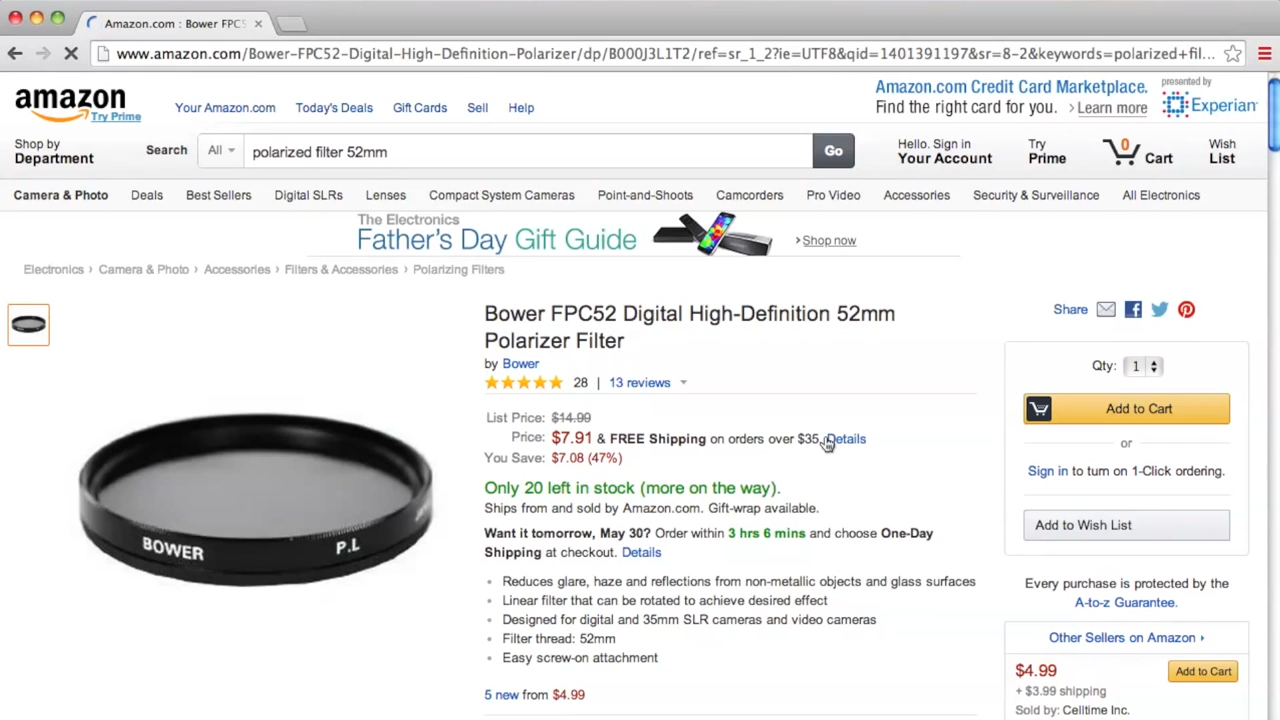 Amazon.com : Bower FPC5
www.amazon.com/Bower-FPC52-Digital-High-Definition-Polarizer/dp/B000J3L1T2/ref=sr_1_2?ie=UTF8&qid=1401391197&sr=8-2&keywords=polarized+fil...
amazon
Try Prime
Your Amazon.com Today's Deals Gift Cards Sell Help
Amazon.com Credit Card Marketplace.
Find the right card for you. › Learn more
presented by
Experian
Shop by
Department
Search All polarized filter 52mm Go
Hello. Sign in
Your Account
Try
Prime
0
Cart
Wish
List
Camera & Photo Deals Best Sellers Digital SLRs Lenses Compact System Cameras Point-and-Shoots Camcorders Pro Video Accessories Security & Surveillance All Electronics
The Electronics
Father's Day Gift Guide
› Shop now
Electronics › Camera & Photo › Accessories › Filters & Accessories › Polarizing Filters
BOWER P.L
Bower FPC52 Digital High-Definition 52mm
Polarizer Filter
by Bower
28 | 13 reviews
List Price: $14.99
Price: $7.91 & FREE Shipping on orders over $35. Details
You Save: $7.08 (47%)
Only 20 left in stock (more on the way).
Ships from and sold by Amazon.com. Gift-wrap available.
Want it tomorrow, May 30? Order within 3 hrs 6 mins and choose One-Day
Shipping at checkout. Details
• Reduces glare, haze and reflections from non-metallic objects and glass surfaces
• Linear filter that can be rotated to achieve desired effect
• Designed for digital and 35mm SLR cameras and video cameras
• Filter thread: 52mm
• Easy screw-on attachment
5 new from $4.99
Share
Qty: 1
Add to Cart
or
Sign in to turn on 1-Click ordering.
Add to Wish List
Every purchase is protected by the
A-to-z Guarantee.
Other Sellers on Amazon ›
$4.99 Add to Cart
+ $3.99 shipping
Sold by: Celltime Inc.